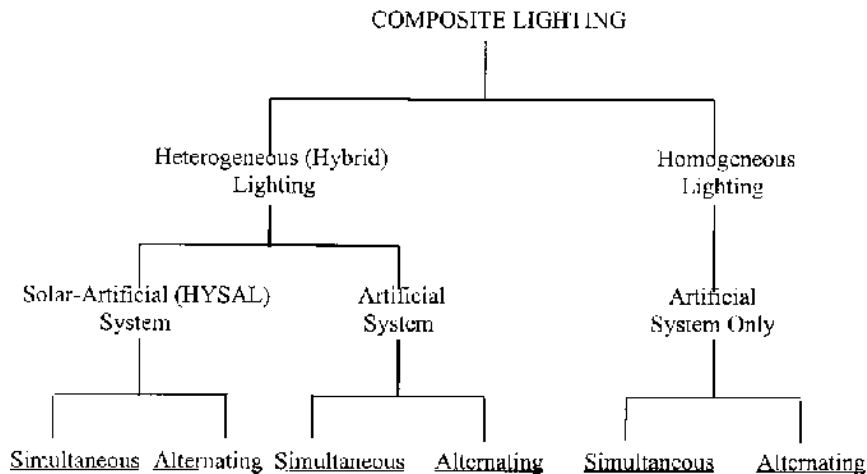 COMPOSITE LIGHTING
Heterogeneous (Hybrid)
Lighting
Homogeneous
Lighting
Solar-Artificial (HYSAL)
System
Artificial
System
Artificial
System Only
Simultaneous Alternating Simultaneous Alternating Simultaneous Alternating